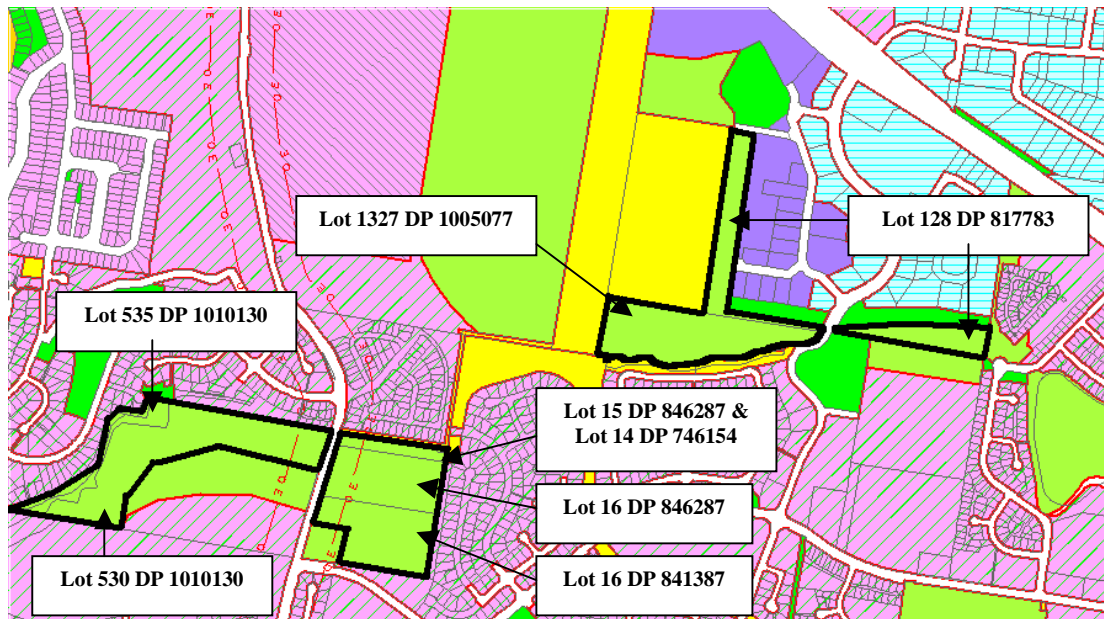 Lot 1327 DP 1005077
Lot 128 DP 817783
Lot 535 DP 1010130
Lot 15 DP 846287 &
Lot 14 DP 746154
Lot 16 DP 846287
Lot 16 DP 841387
Lot 530 DP 1010130